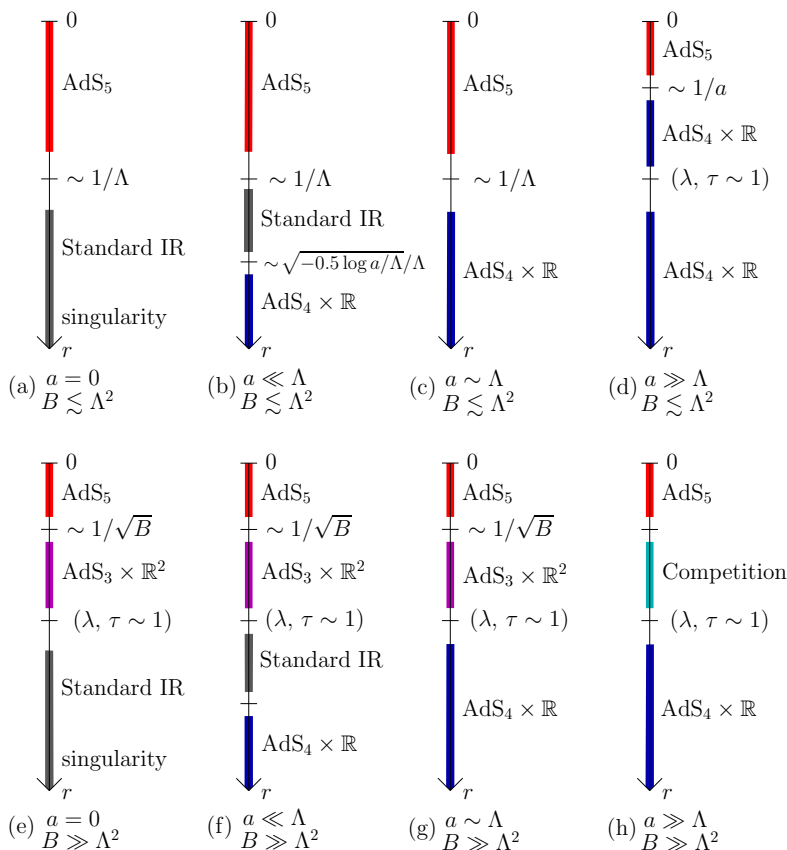 0
AdS₅
∼ 1/Λ
Standard IR
singularity
r
(a) a = 0
B ≲ Λ²
0
AdS₅
∼ 1/Λ
Standard IR
∼√(−0.5 log a/Λ)/Λ
AdS₄ × ℝ
r
(b) a ≪ Λ
B ≲ Λ²
0
AdS₅
∼ 1/Λ
AdS₄ × ℝ
r
(c) a ∼ Λ
B ≲ Λ²
0
AdS₅
∼ 1/a
AdS₄ × ℝ
(λ, τ ∼ 1)
AdS₄ × ℝ
r
(d) a ≫ Λ
B ≲ Λ²
0
AdS₅
∼ 1/√B
AdS₃ × ℝ²
(λ, τ ∼ 1)
Standard IR
singularity
r
(e) a = 0
B ≫ Λ²
0
AdS₅
∼ 1/√B
AdS₃ × ℝ²
(λ, τ ∼ 1)
Standard IR
AdS₄ × ℝ
r
(f) a ≪ Λ
B ≫ Λ²
0
AdS₅
∼ 1/√B
AdS₃ × ℝ²
(λ, τ ∼ 1)
AdS₄ × ℝ
r
(g) a ∼ Λ
B ≫ Λ²
0
AdS₅
Competition
(λ, τ ∼ 1)
AdS₄ × ℝ
r
(h) a ≫ Λ
B ≫ Λ²